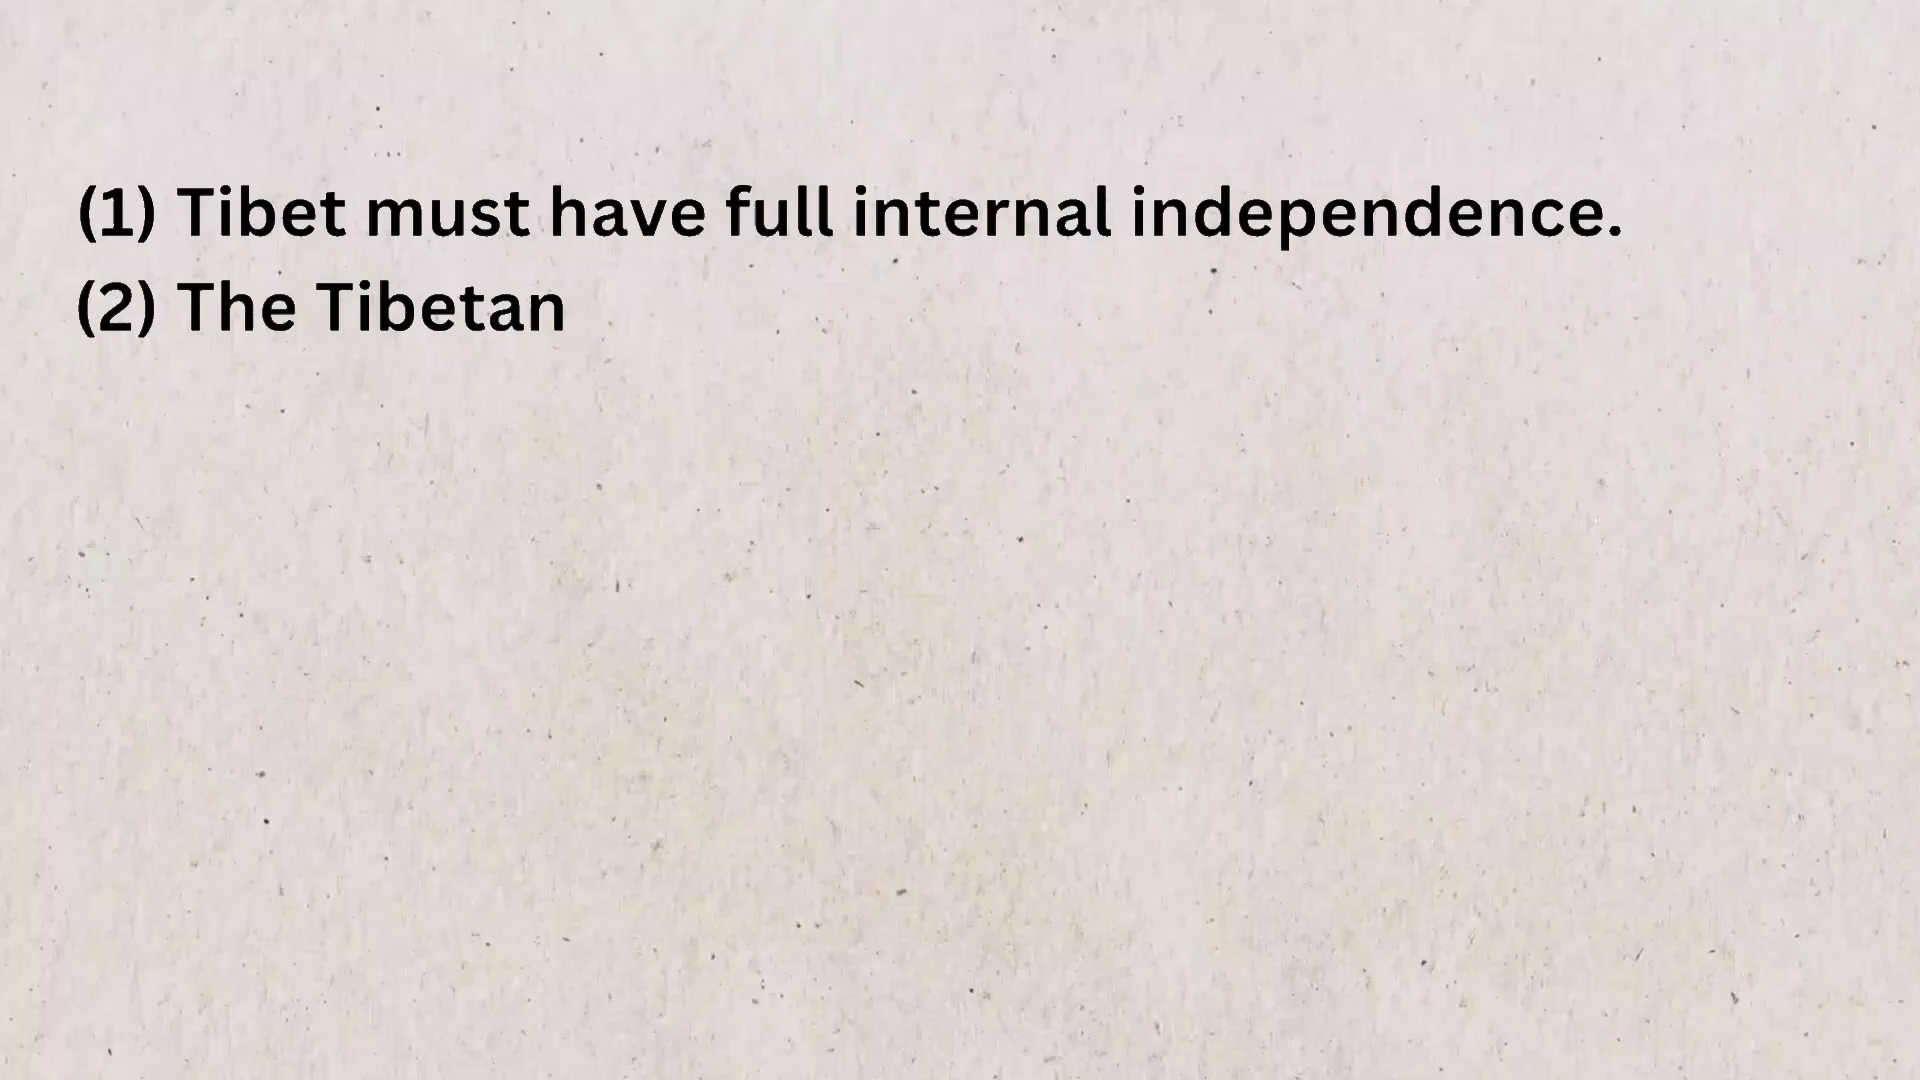 (1) Tibet must have full internal independence.
(2) The Tibetan